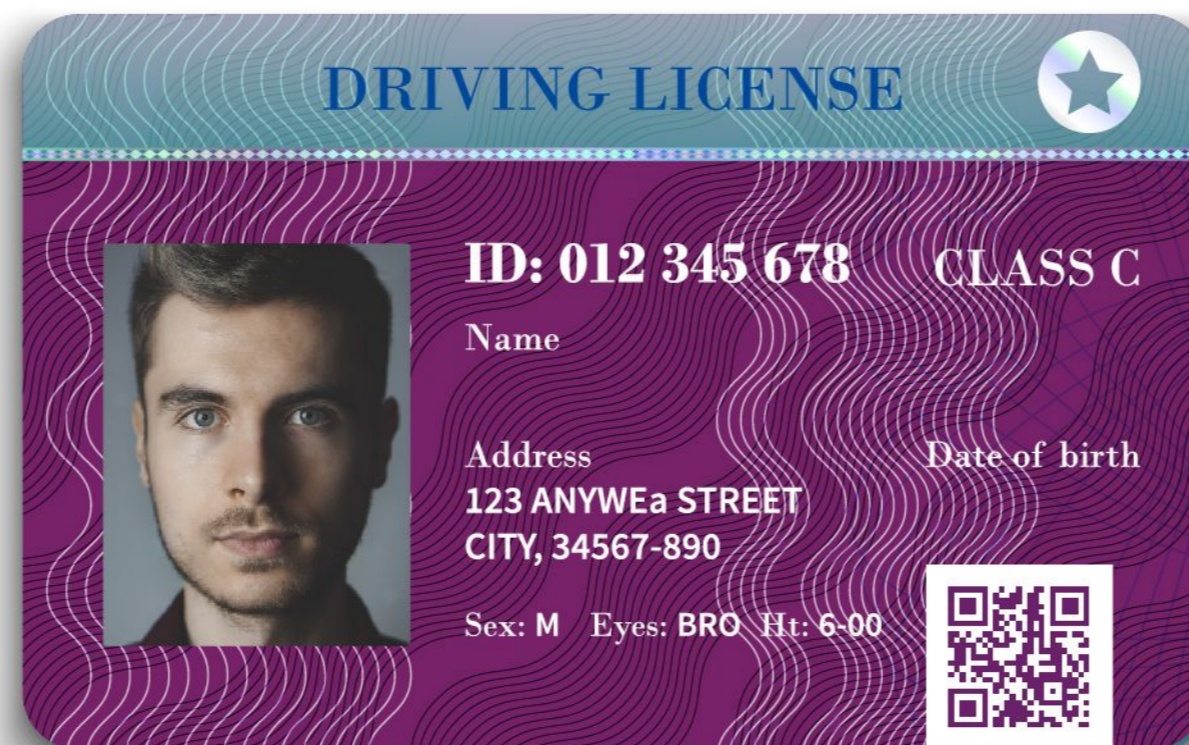 DRIVING LICENSE
ID: 012 345 678 CLASS C
Name
Address Date of birth
123 ANYWEa STREET
CITY, 34567-890
Sex: M Eyes: BRO Ht: 6-00